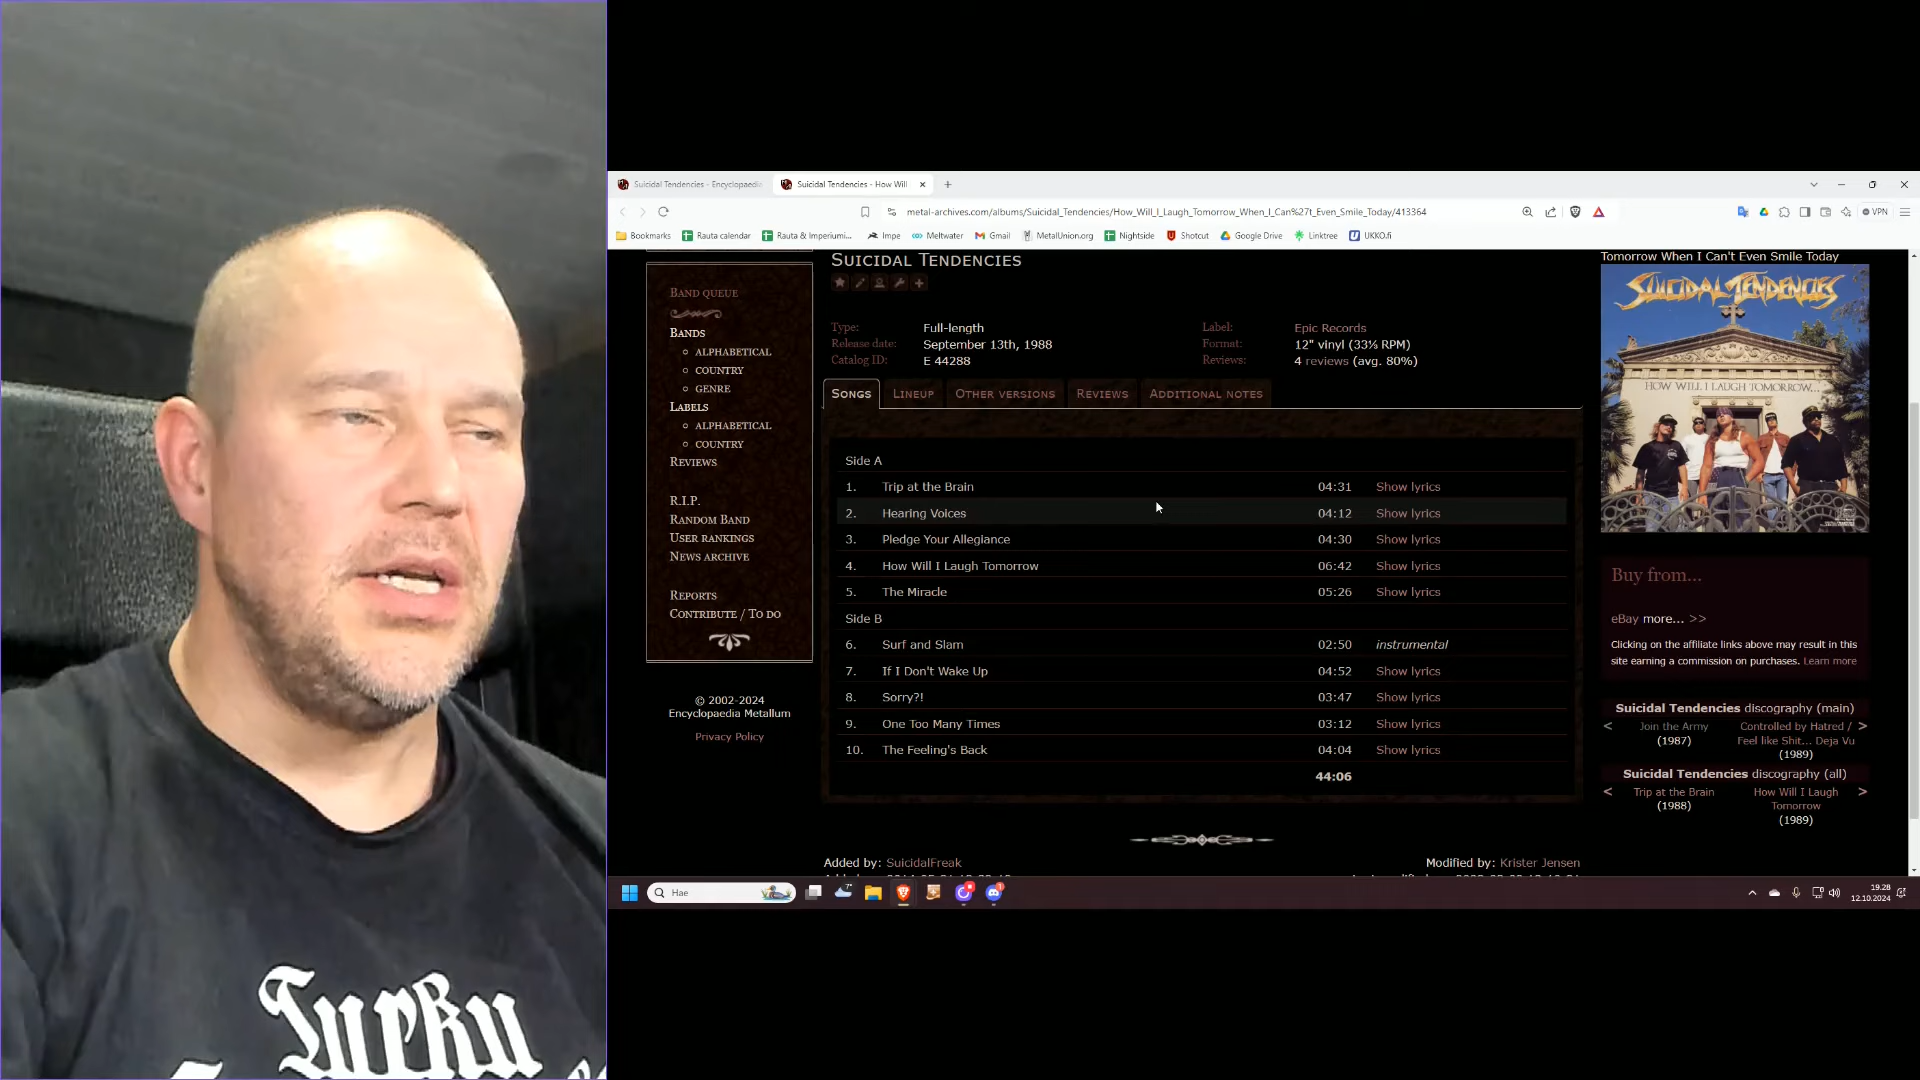 Suicidal Tendencies - Encyclopaedia
Suicidal Tendencies - How Will
metal-archives.com/albums/Suicidal_Tendencies/How_Will_I_Laugh_Tomorrow_When_I_Can%27t_Even_Smile_Today/413364
VPN
Bookmarks
Rauta calendar
Rauta & Imperiumi...
Impe
Meltwater
Gmail
MetalUnion.org
Nightside
Shotcut
Google Drive
Linktree
UKKO.fi
SUICIDAL TENDENCIES
Type: Full-length
Release date: September 13th, 1988
Catalog ID: E 44288
Label: Epic Records
Format: 12" vinyl (33⅓ RPM)
Reviews: 4 reviews (avg. 80%)
BAND QUEUE
BANDS
ALPHABETICAL
COUNTRY
GENRE
LABELS
ALPHABETICAL
COUNTRY
REVIEWS
R.I.P.
RANDOM BAND
USER RANKINGS
NEWS ARCHIVE
REPORTS
CONTRIBUTE / TO DO
© 2002-2024
Encyclopaedia Metallum
Privacy Policy
SONGS LINEUP OTHER VERSIONS REVIEWS ADDITIONAL NOTES
Side A
1. Trip at the Brain 04:31 Show lyrics
2. Hearing Voices 04:12 Show lyrics
3. Pledge Your Allegiance 04:30 Show lyrics
4. How Will I Laugh Tomorrow 06:42 Show lyrics
5. The Miracle 05:26 Show lyrics
Side B
6. Surf and Slam 02:50 instrumental
7. If I Don't Wake Up 04:52 Show lyrics
8. Sorry?! 03:47 Show lyrics
9. One Too Many Times 03:12 Show lyrics
10. The Feeling's Back 04:04 Show lyrics
44:06
Added by: SuicidalFreak
Modified by: Krister Jensen
Tomorrow When I Can't Even Smile Today
SUICIDAL TENDENCIES
HOW WILL I LAUGH TOMORROW...
Buy from...
eBay more... >>
Clicking on the affiliate links above may result in this
site earning a commission on purchases. Learn more
Suicidal Tendencies discography (main)
< Join the Army
(1987)
Controlled by Hatred / >
Feel like Shit... Deja Vu
(1989)
Suicidal Tendencies discography (all)
< Trip at the Brain
(1988)
How Will I Laugh >
Tomorrow
(1989)
Hae
7°
19.28
12.10.2024
Turku